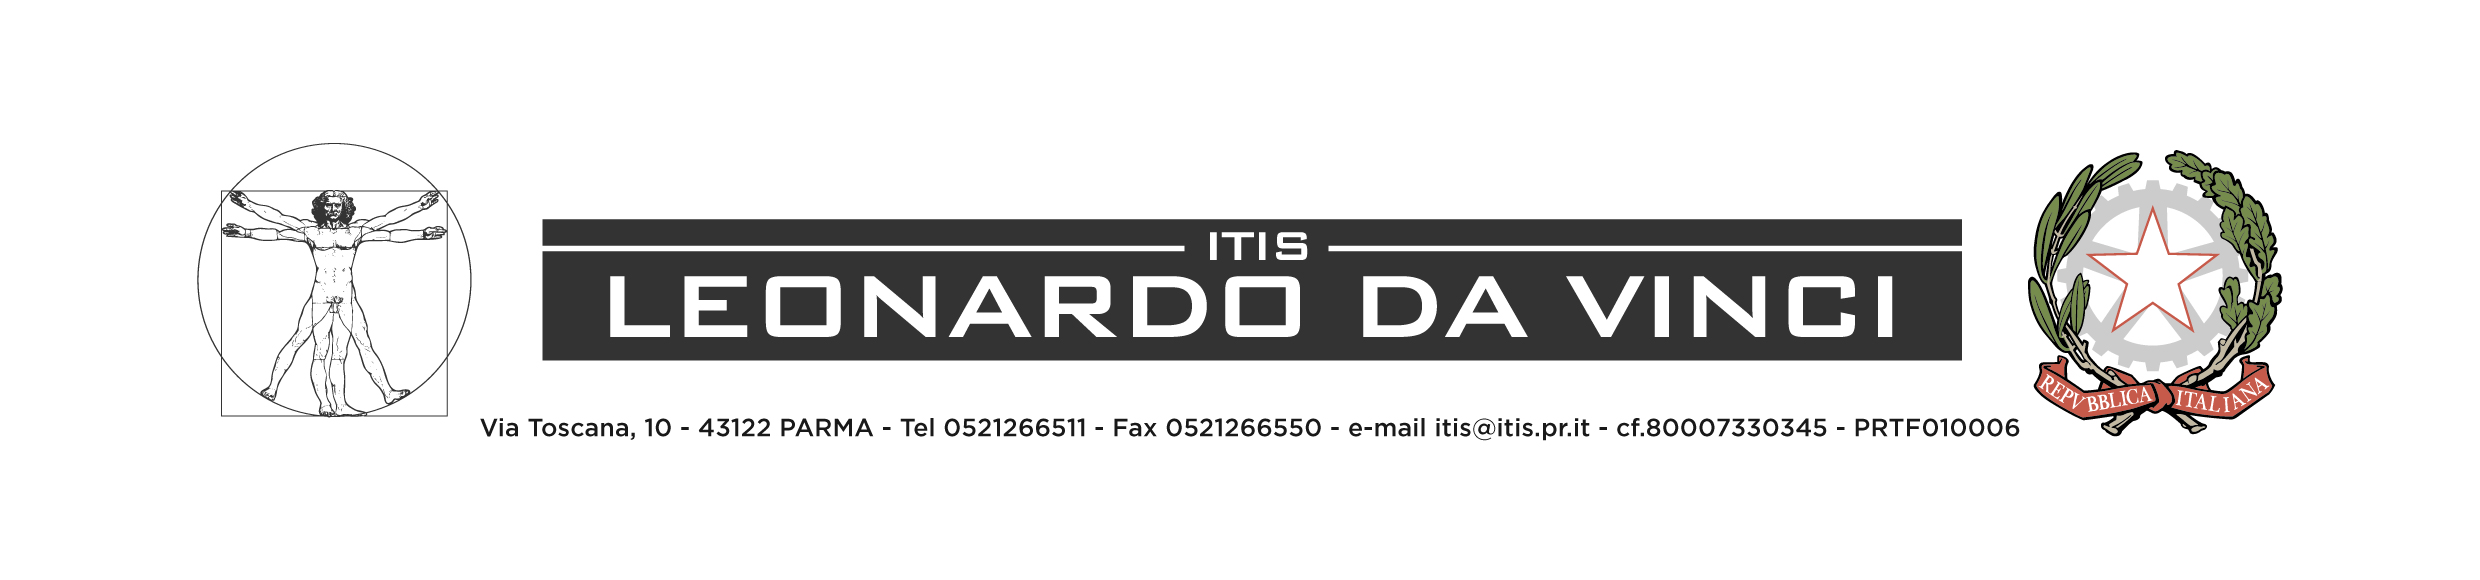 ITIS
LEONARDO DA VINCI
Via Toscana, 10 - 43122 PARMA - Tel 0521266511 - Fax 0521266550 - e-mail itis@itis.pr.it - cf.80007330345 - PRTF010006
REPVBBLICA ITALIANA